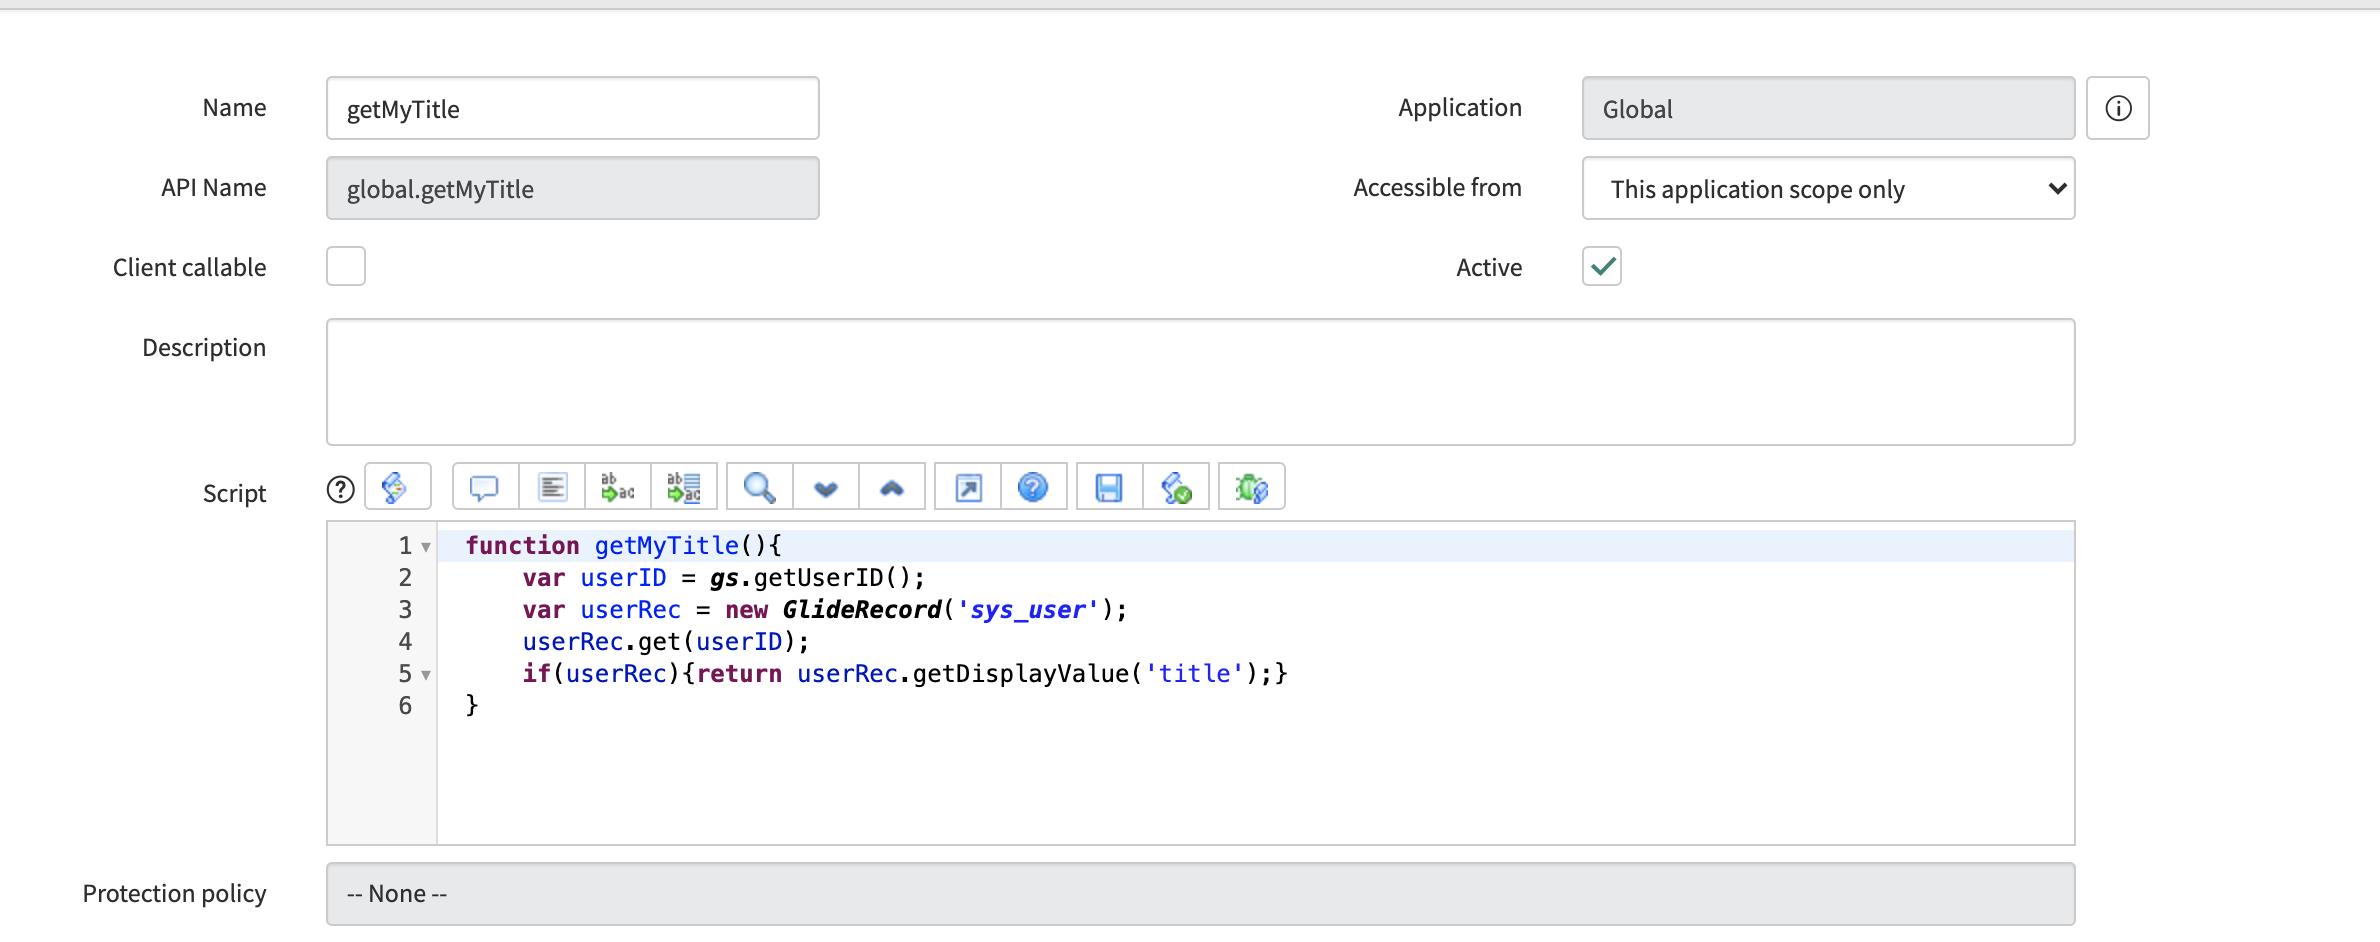 Name getMyTitle Application Global
API Name global.getMyTitle Accessible from This application scope only
Client callable Active
Description
Script
1 function getMyTitle(){
2 var userID = gs.getUserID();
3 var userRec = new GlideRecord('sys_user');
4 userRec.get(userID);
5 if(userRec){return userRec.getDisplayValue('title');}
6 }
Protection policy -- None --